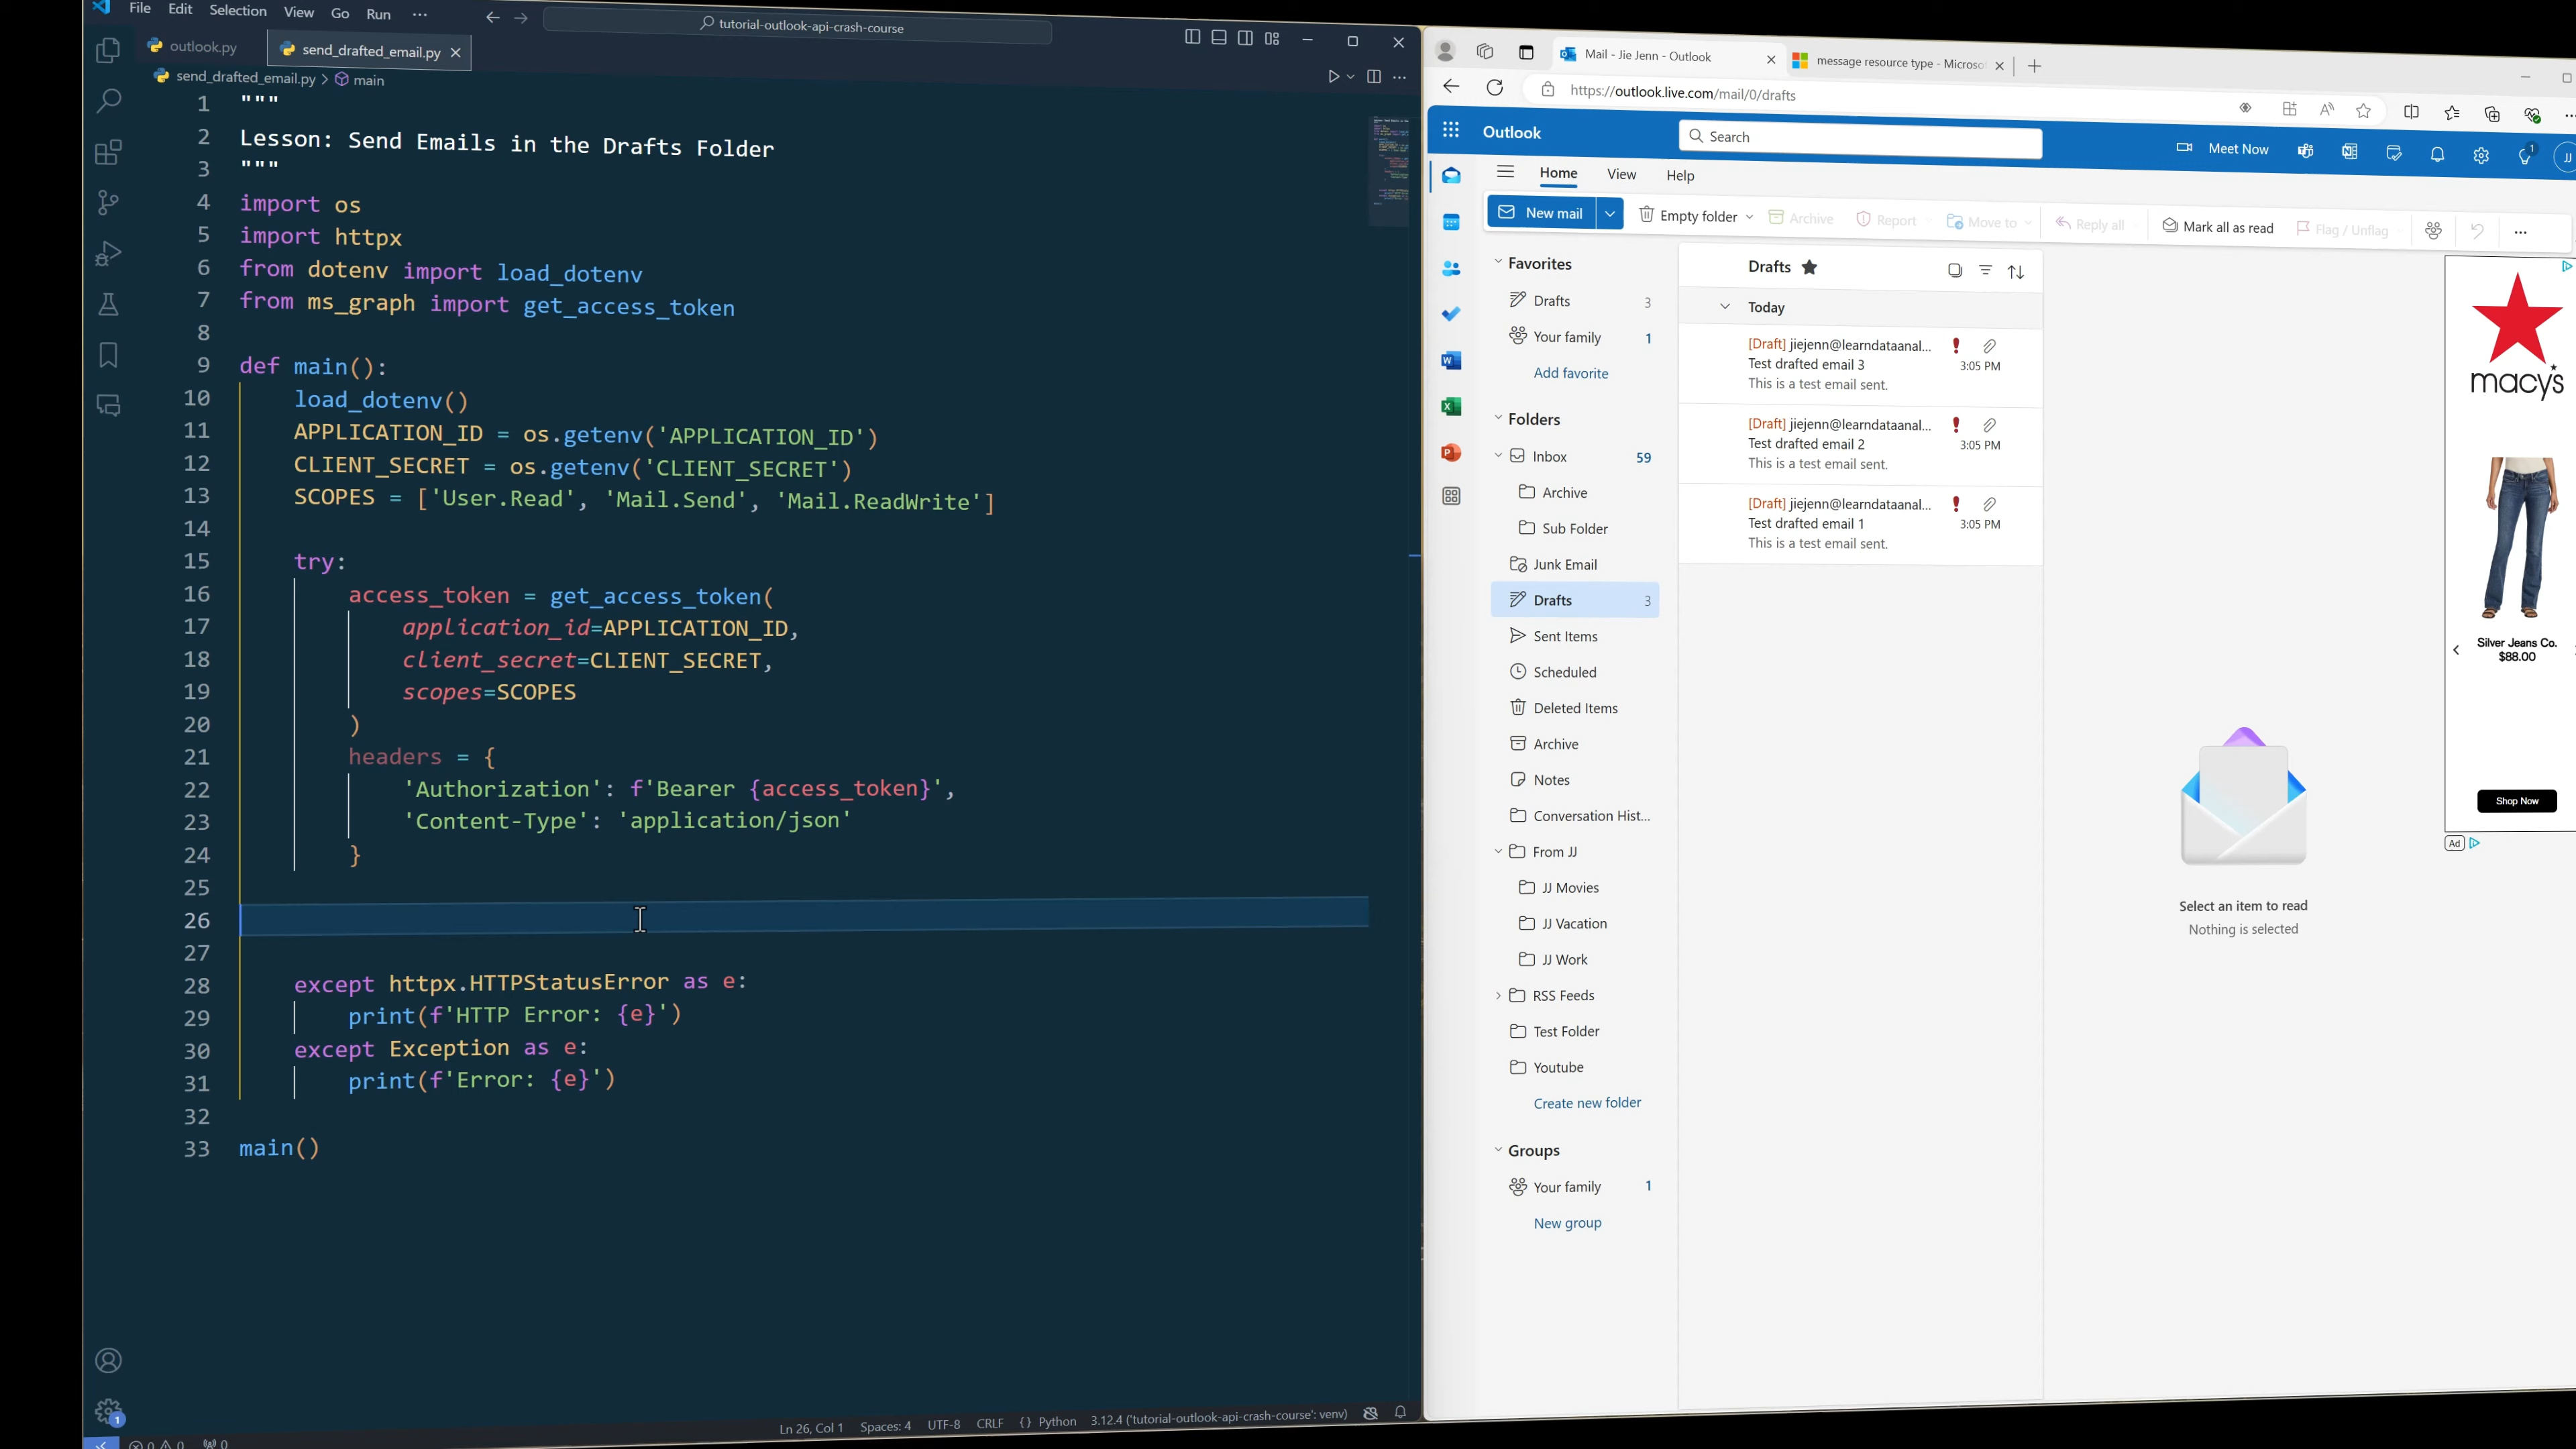 File Edit Selection View Go Run ...
tutorial-outlook-api-crash-course
outlook.py
send_drafted_email.py
send_drafted_email.py > main
1 """
2 Lesson: Send Emails in the Drafts Folder
3 """
4 import os
5 import httpx
6 from dotenv import load_dotenv
7 from ms_graph import get_access_token
8
9 def main():
10 load_dotenv()
11 APPLICATION_ID = os.getenv('APPLICATION_ID')
12 CLIENT_SECRET = os.getenv('CLIENT_SECRET')
13 SCOPES = ['User.Read', 'Mail.Send', 'Mail.ReadWrite']
14
15 try:
16 access_token = get_access_token(
17 application_id=APPLICATION_ID,
18 client_secret=CLIENT_SECRET,
19 scopes=SCOPES
20 )
21 headers = {
22 'Authorization': f'Bearer {access_token}',
23 'Content-Type': 'application/json'
24 }
25
26
27
28 except httpx.HTTPStatusError as e:
29 print(f'HTTP Error: {e}')
30 except Exception as e:
31 print(f'Error: {e}')
32
33 main()
1
0 0 0
Ln 26, Col 1 Spaces: 4 UTF-8 CRLF {} Python 3.12.4 ('tutorial-outlook-api-crash-course': venv)
Mail - Jie Jenn - Outlook
message resource type - Microso
https://outlook.live.com/mail/0/drafts
Outlook
Search
Meet Now
1
JJ
Home View Help
New mail
Empty folder
Archive
Report
Move to
Reply all
Mark all as read
Flag / Unflag
...
Favorites
Drafts 3
Your family 1
Add favorite
Folders
Inbox 59
Archive
Sub Folder
Junk Email
Drafts 3
Sent Items
Scheduled
Deleted Items
Archive
Notes
Conversation Hist...
From JJ
JJ Movies
JJ Vacation
JJ Work
RSS Feeds
Test Folder
Youtube
Create new folder
Groups
Your family 1
New group
Drafts
Today
[Draft] jiejenn@learndataanal...
Test drafted email 3 3:05 PM
This is a test email sent.
[Draft] jiejenn@learndataanal...
Test drafted email 2 3:05 PM
This is a test email sent.
[Draft] jiejenn@learndataanal...
Test drafted email 1 3:05 PM
This is a test email sent.
Select an item to read
Nothing is selected
macy's
Silver Jeans Co.
$88.00
Shop Now
Ad